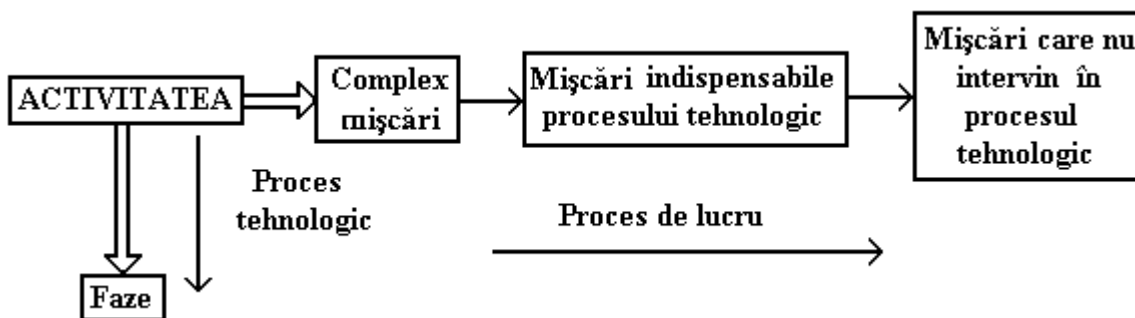 ACTIVITATEA
Complex
mişcări
Mişcări indispensabile
procesului tehnologic
Mişcări care nu
intervin în
procesul
tehnologic
Proces
tehnologic
Proces de lucru
Faze